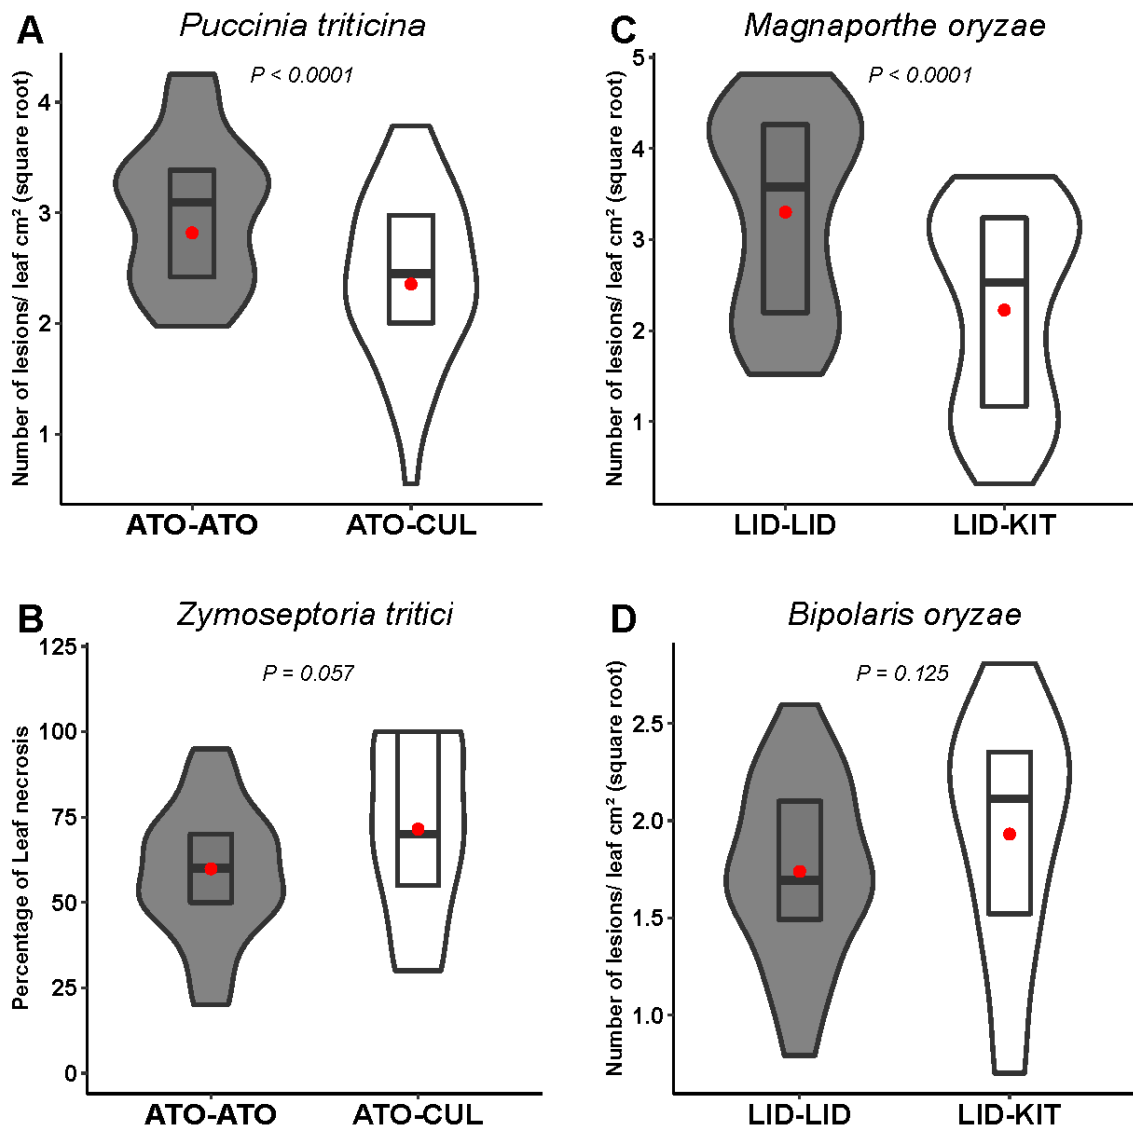 A
Puccinia triticina
P < 0.0001
Number of lesions/ leaf cm² (square root)
4
3
2
1
ATO-ATO
ATO-CUL
C
Magnaporthe oryzae
P < 0.0001
Number of lesions/ leaf cm² (square root)
5
4
3
2
1
LID-LID
LID-KIT
B
Zymoseptoria tritici
P = 0.057
Percentage of Leaf necrosis
125
100
75
50
25
0
ATO-ATO
ATO-CUL
D
Bipolaris oryzae
P = 0.125
Number of lesions/ leaf cm² (square root)
2.5
2.0
1.5
1.0
LID-LID
LID-KIT